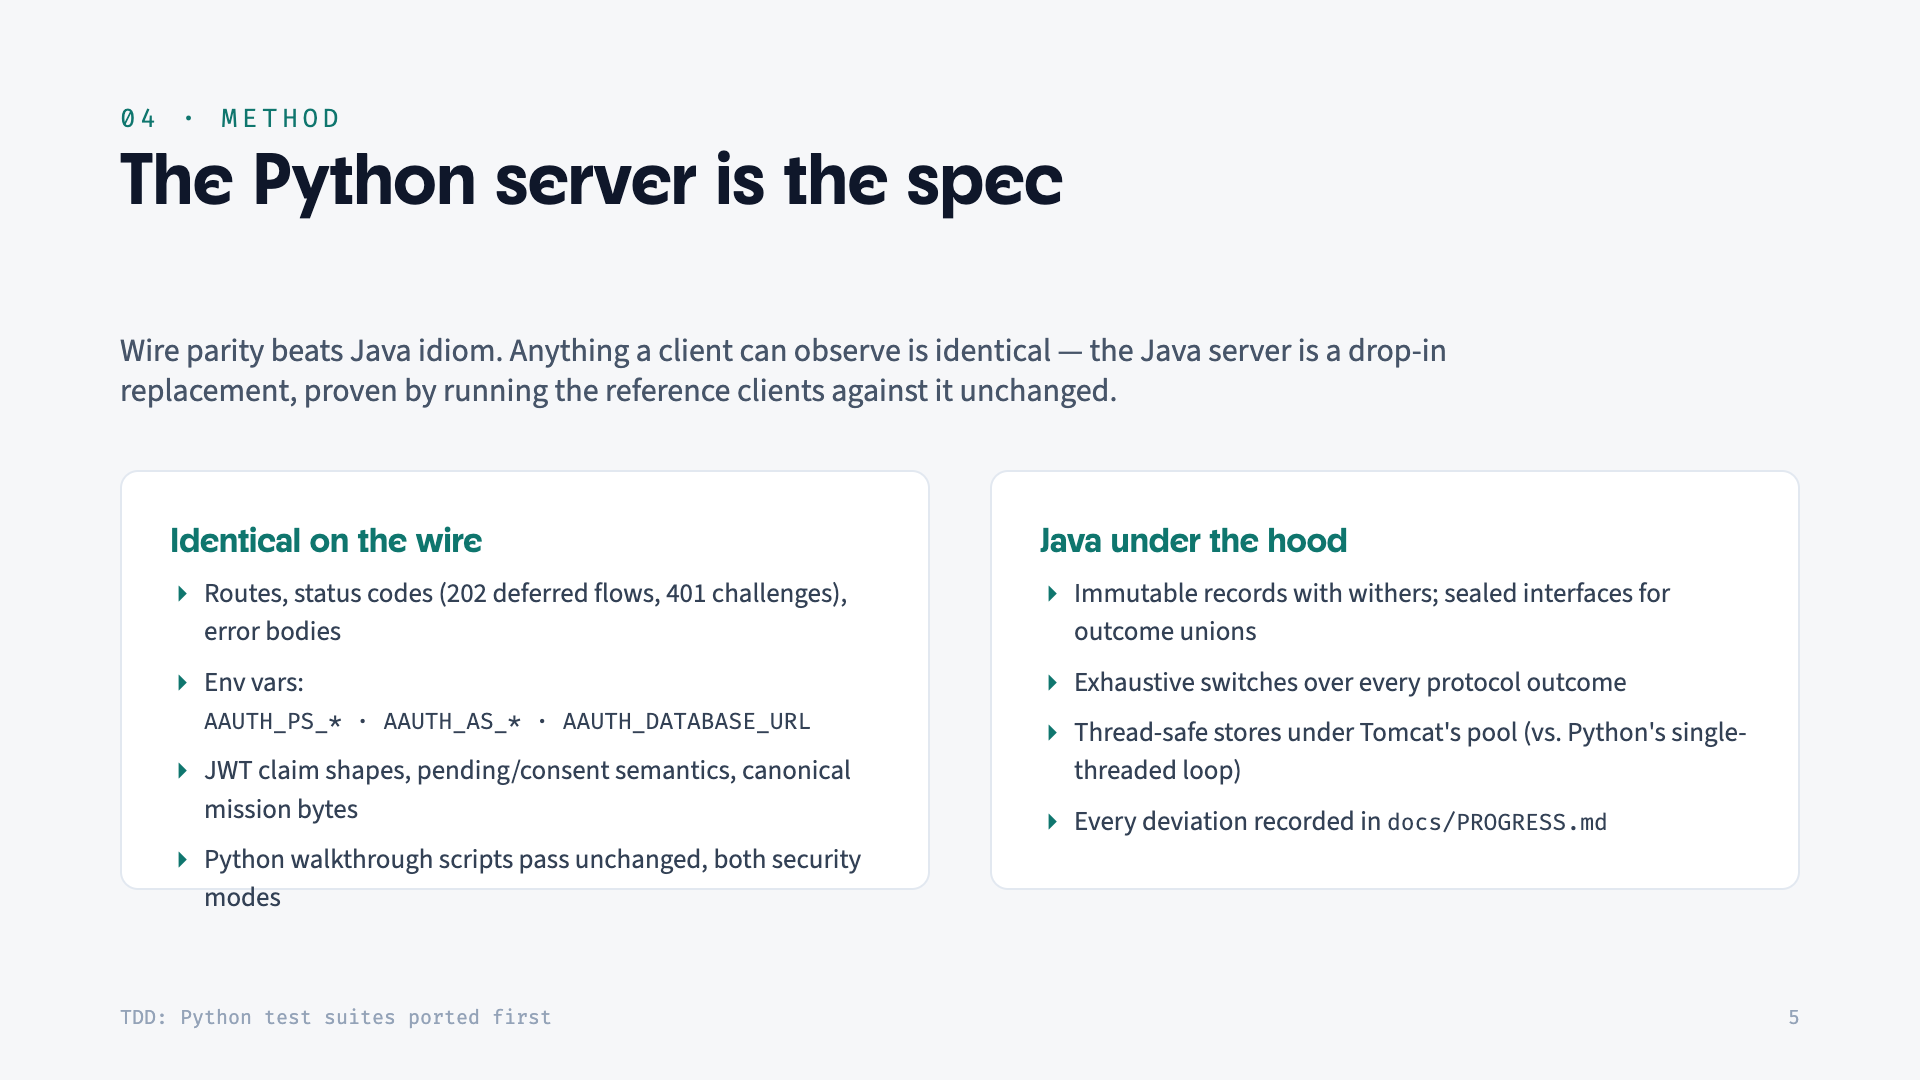 04 · METHOD
The Python server is the spec
Wire parity beats Java idiom. Anything a client can observe is identical — the Java server is a drop-in
replacement, proven by running the reference clients against it unchanged.
Identical on the wire
Routes, status codes (202 deferred flows, 401 challenges),
error bodies
Env vars:
AAUTH_PS_* · AAUTH_AS_* · AAUTH_DATABASE_URL
JWT claim shapes, pending/consent semantics, canonical
mission bytes
Python walkthrough scripts pass unchanged, both security
modes
Java under the hood
Immutable records with withers; sealed interfaces for
outcome unions
Exhaustive switches over every protocol outcome
Thread-safe stores under Tomcat's pool (vs. Python's single-
threaded loop)
Every deviation recorded in docs/PROGRESS.md
TDD: Python test suites ported first
5